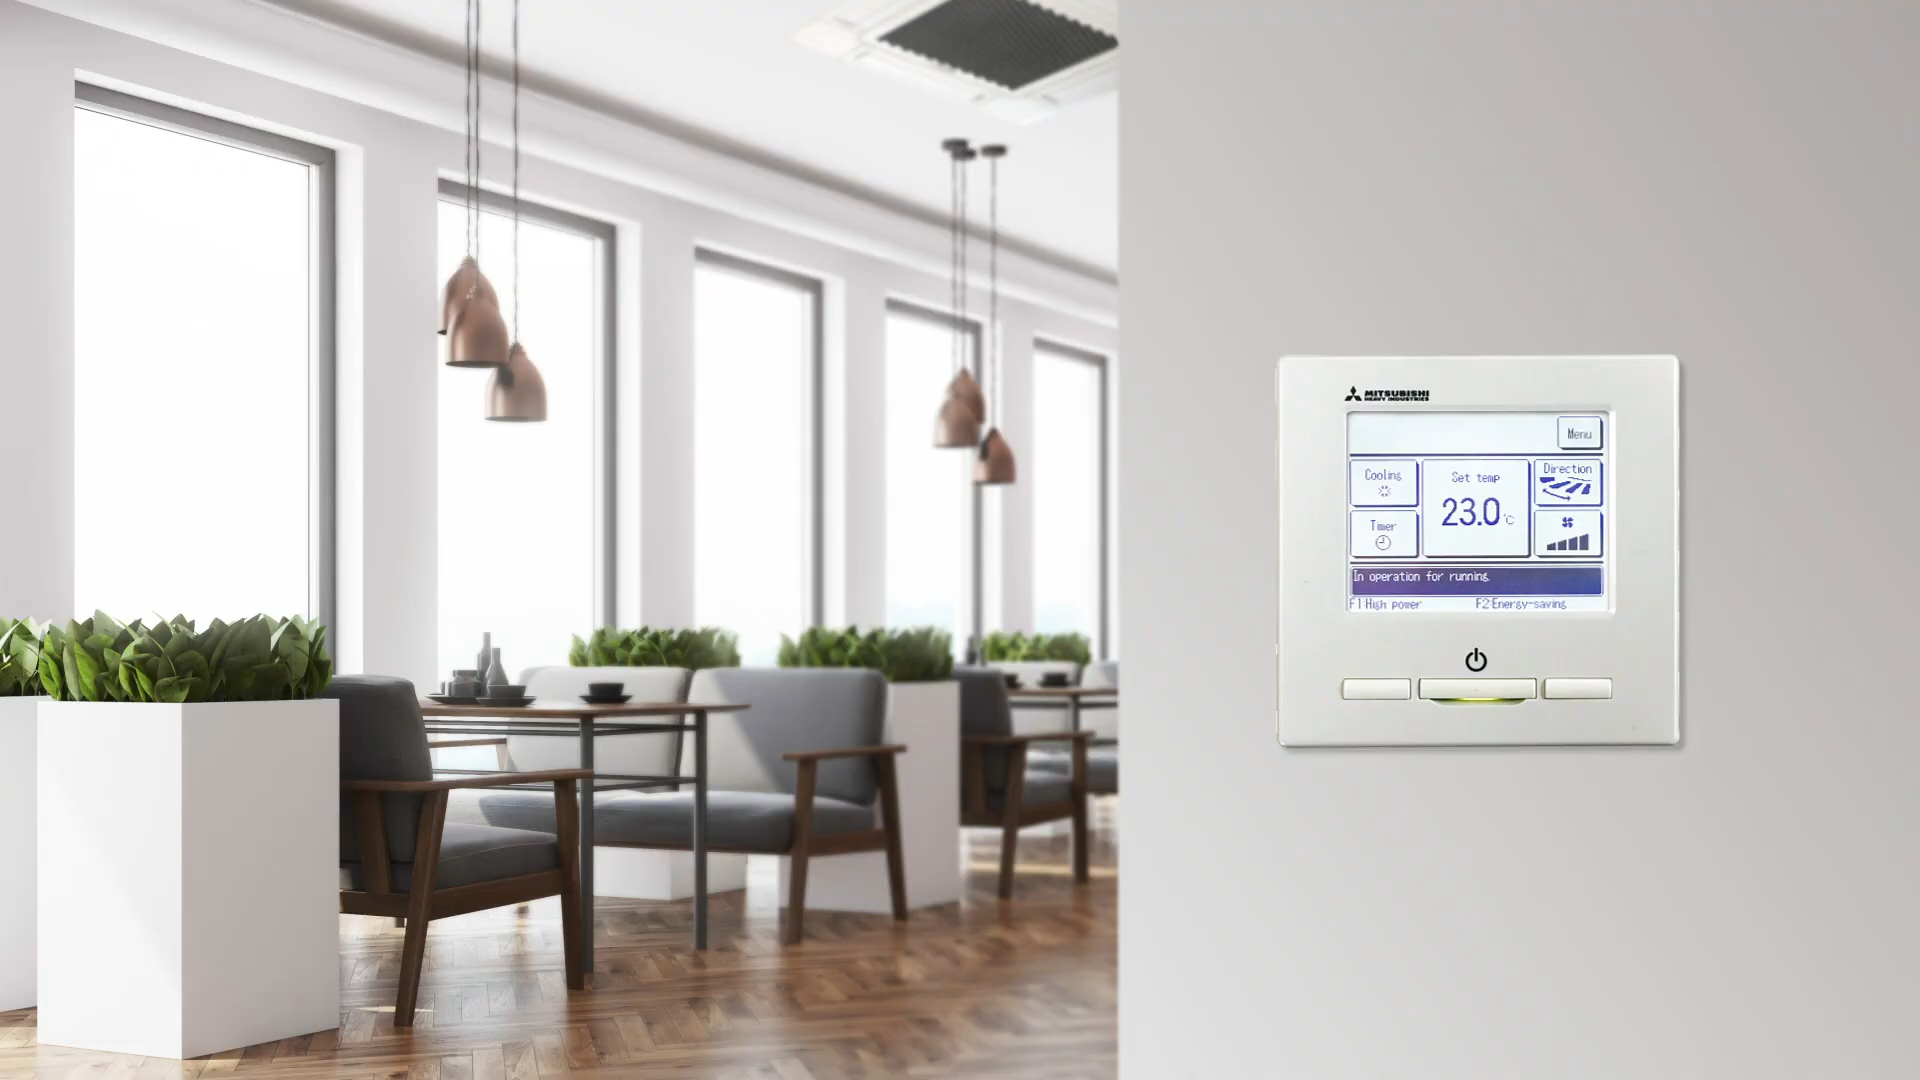 MITSUBISHI
HEAVY INDUSTRIES
Menu
Cooling
Set temp
Direction
23.0 °C
Timer
In operation for running.
F1:High power
F2:Energy-saving